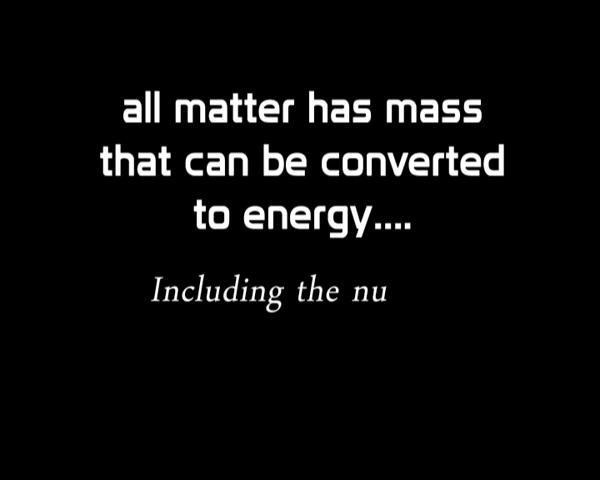 all matter has mass
that can be converted
to energy....
Including the nu